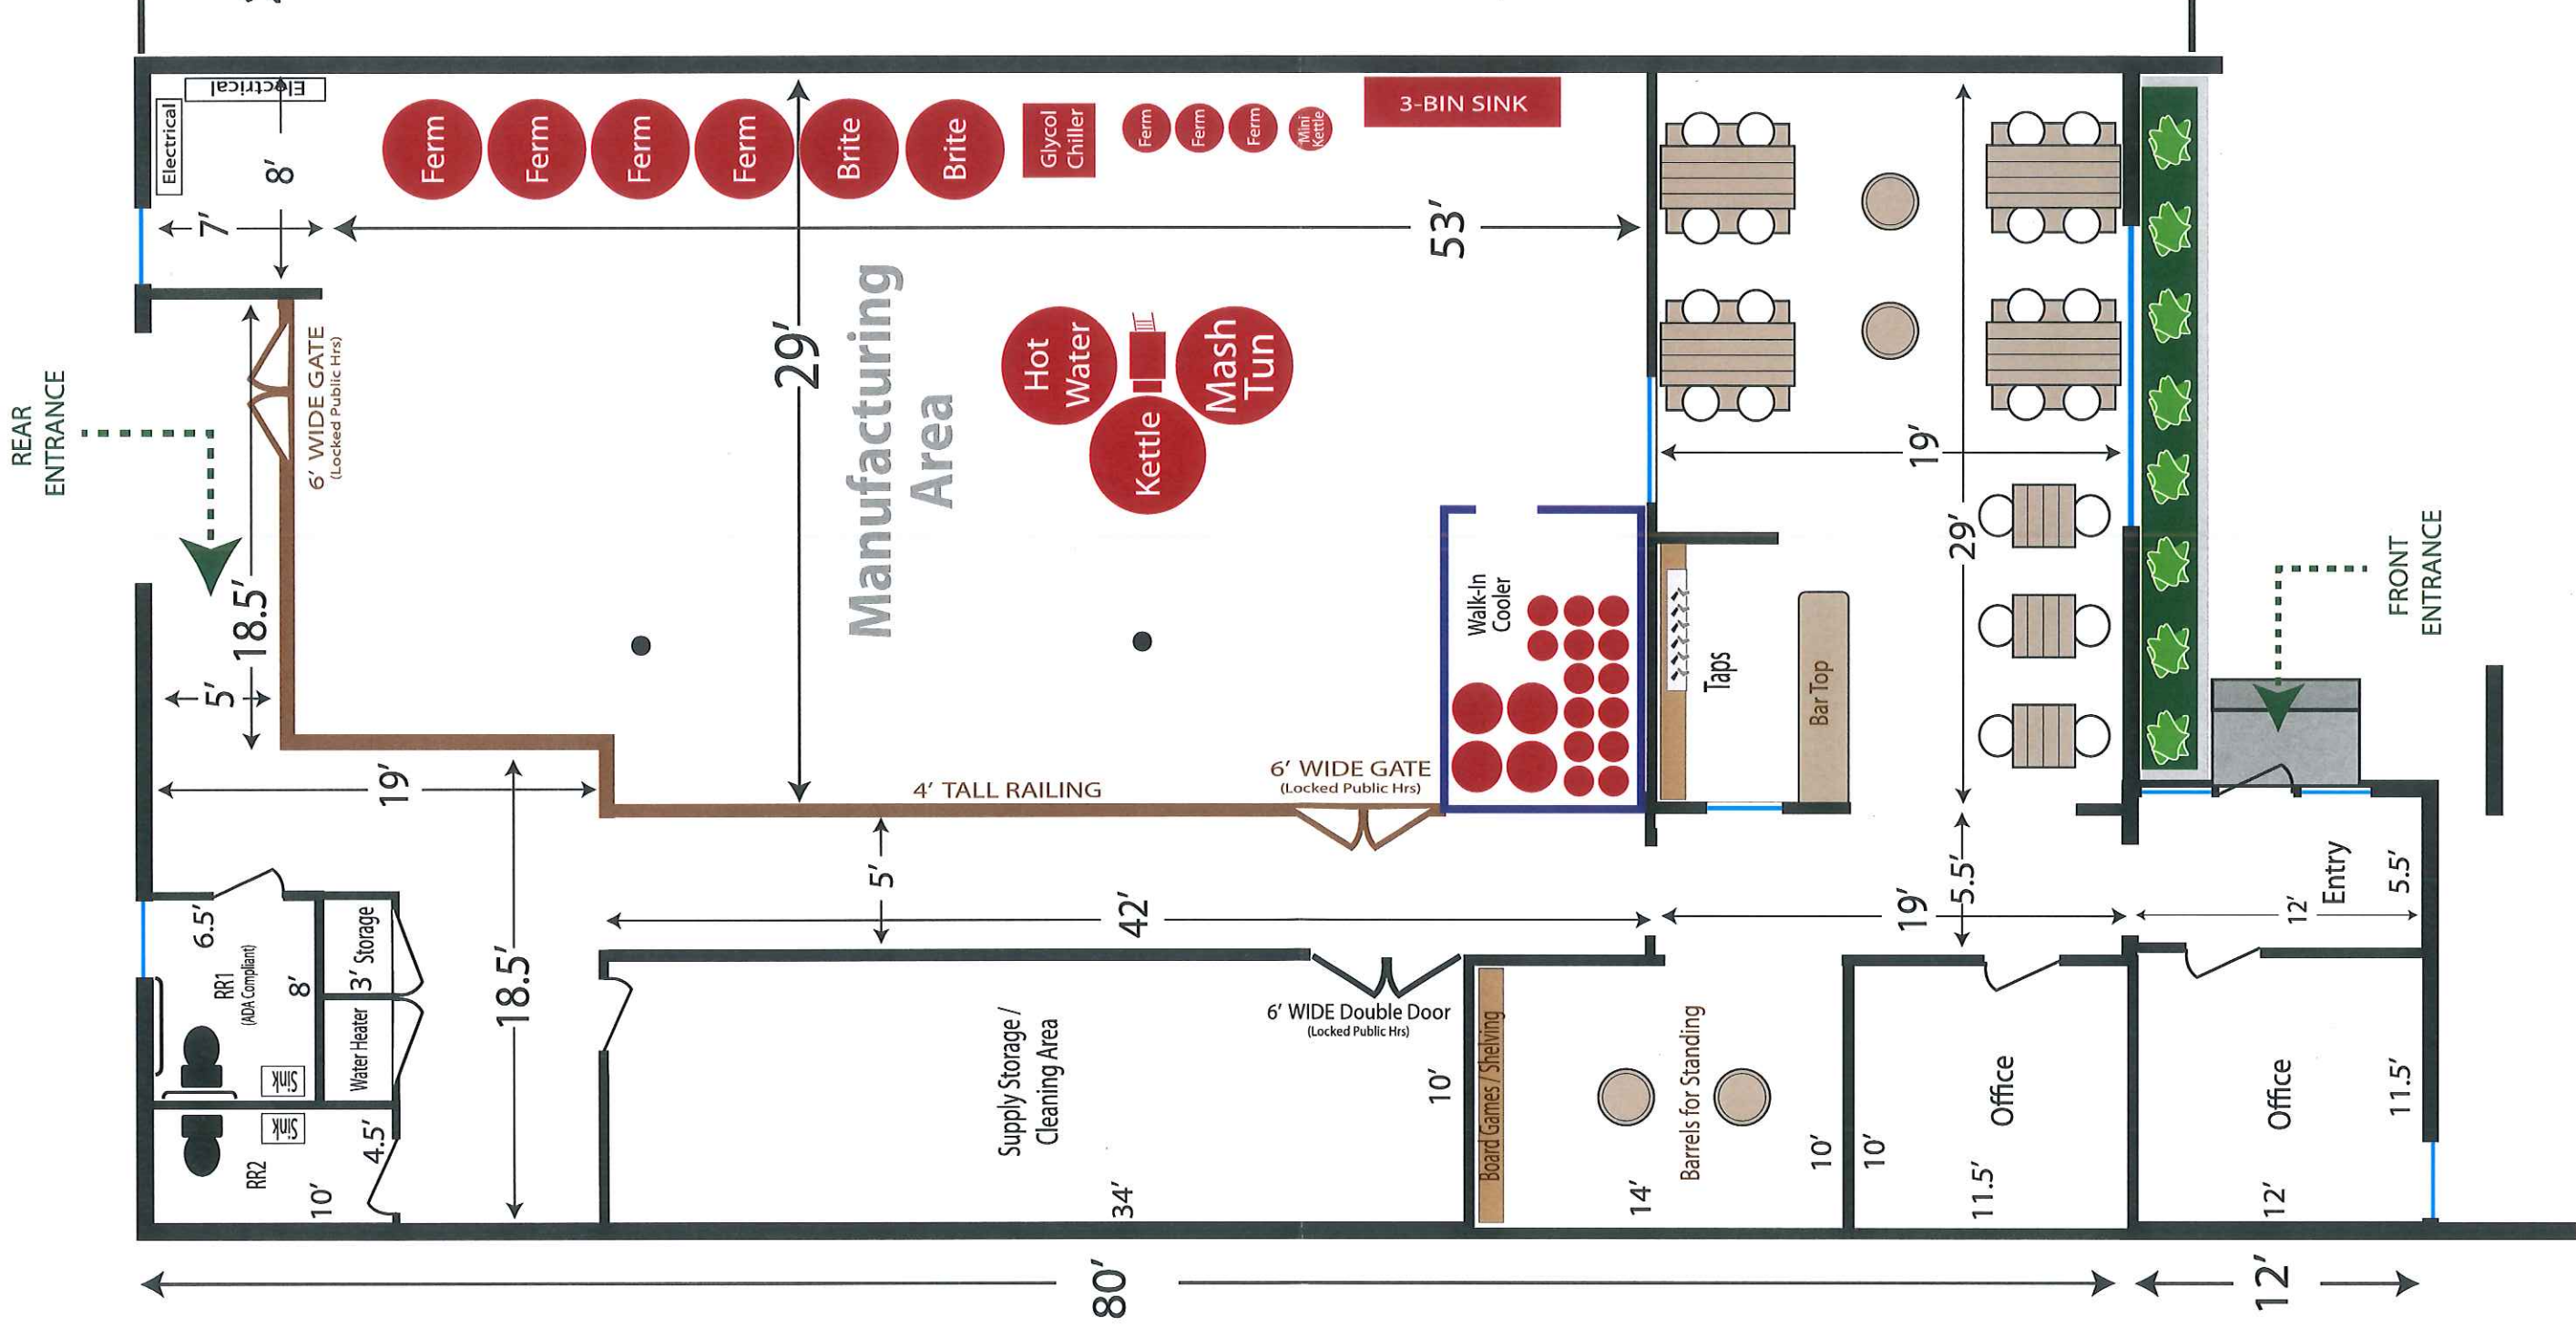 REAR
ENTRANCE
Electrical
Electrical
7'
8'
Ferm
Ferm
Ferm
Ferm
Brite
Brite
Glycol
Chiller
Ferm
Ferm
Ferm
Mini
Kettle
3-BIN SINK
53'
6' WIDE GATE
(Locked Public Hrs)
29'
Manufacturing
Area
Hot
Water
Kettle
Mash
Tun
18.5'
5'
19'
4' TALL RAILING
6' WIDE GATE
(Locked Public Hrs)
Walk-In
Cooler
Taps
Bar Top
19'
29'
FRONT
ENTRANCE
5'
42'
19'
5.5'
12'
Entry
5.5'
6.5'
RR1
(ADA Compliant)
8'
3' Storage
Water Heater
Sink
Sink
RR2
4.5'
10'
18.5'
Supply Storage /
Cleaning Area
34'
6' WIDE Double Door
(Locked Public Hrs)
10'
Board Games / Shelving
Barrels for Standing
14'
10'
10'
Office
11.5'
Office
11.5'
12'
80'
12'